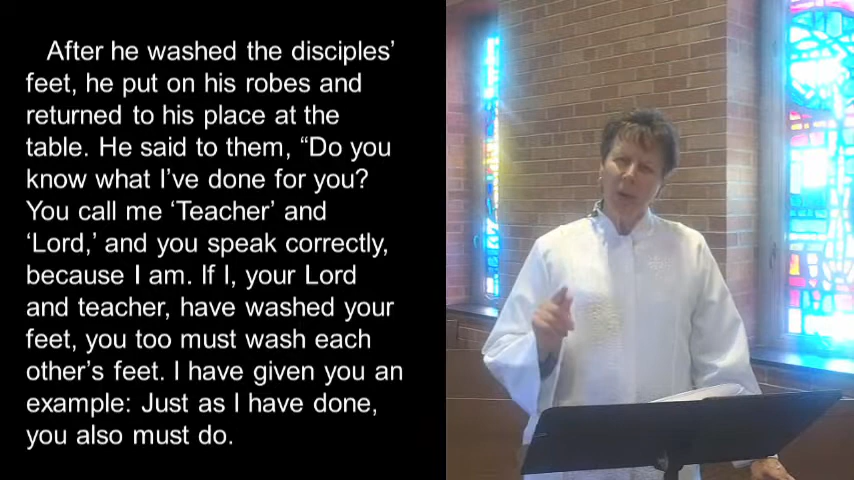 After he washed the disciples’
feet, he put on his robes and
returned to his place at the
table. He said to them, “Do you
know what I’ve done for you?
You call me ‘Teacher’ and
‘Lord,’ and you speak correctly,
because I am. If I, your Lord
and teacher, have washed your
feet, you too must wash each
other’s feet. I have given you an
example: Just as I have done,
you also must do.